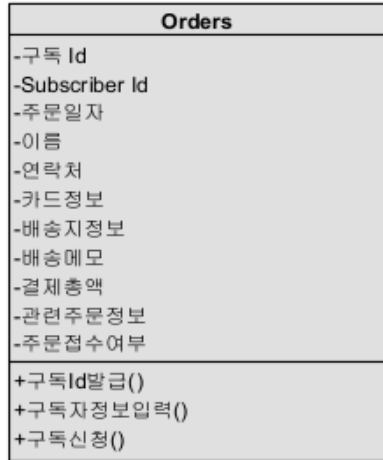 Orders
-구독 Id
-Subscriber Id
-주문일자
-이름
-연락처
-카드정보
-배송지정보
-배송메모
-결제총액
-관련주문정보
-주문접수여부
+구독Id발급()
+구독자정보입력()
+구독신청()